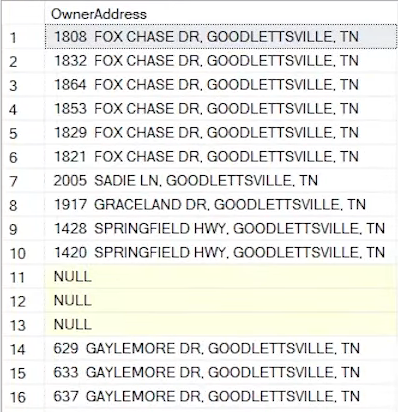 OwnerAddress
1 1808 FOX CHASE DR, GOODLETTSVILLE, TN
2 1832 FOX CHASE DR, GOODLETTSVILLE, TN
3 1864 FOX CHASE DR, GOODLETTSVILLE, TN
4 1853 FOX CHASE DR, GOODLETTSVILLE, TN
5 1829 FOX CHASE DR, GOODLETTSVILLE, TN
6 1821 FOX CHASE DR, GOODLETTSVILLE, TN
7 2005 SADIE LN, GOODLETTSVILLE, TN
8 1917 GRACELAND DR, GOODLETTSVILLE, TN
9 1428 SPRINGFIELD HWY, GOODLETTSVILLE, TN
10 1420 SPRINGFIELD HWY, GOODLETTSVILLE, TN
11 NULL
12 NULL
13 NULL
14 629 GAYLEMORE DR, GOODLETTSVILLE, TN
15 633 GAYLEMORE DR, GOODLETTSVILLE, TN
16 637 GAYLEMORE DR, GOODLETTSVILLE, TN